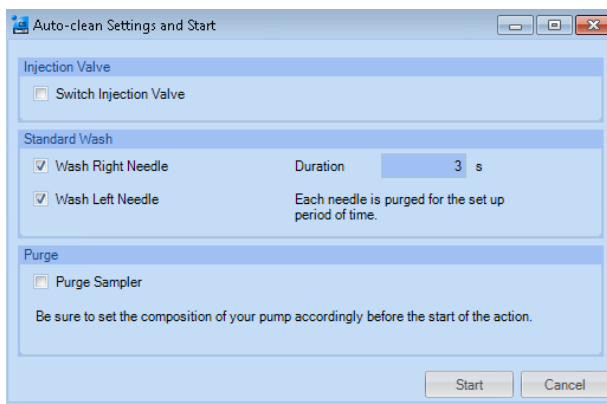 Auto-clean Settings and Start
Injection Valve
Switch Injection Valve
Standard Wash
Wash Right Needle Duration 3 s
Wash Left Needle Each needle is purged for the set up
period of time.
Purge
Purge Sampler
Be sure to set the composition of your pump accordingly before the start of the action.
Start Cancel